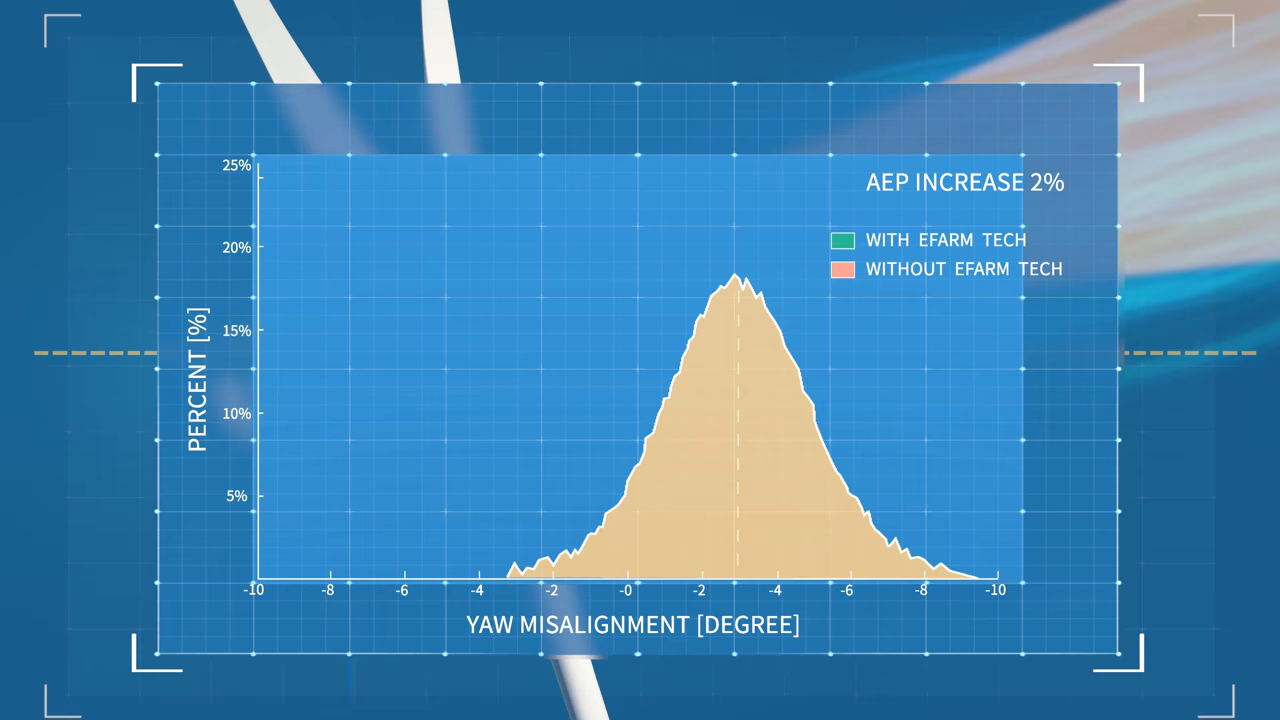 25%
AEP INCREASE 2%
20%
WITH EFARM TECH
WITHOUT EFARM TECH
15%
PERCENT [%]
10%
5%
-10 -8 -6 -4 -2 -0 -2 -4 -6 -8 -10
YAW MISALIGNMENT [DEGREE]